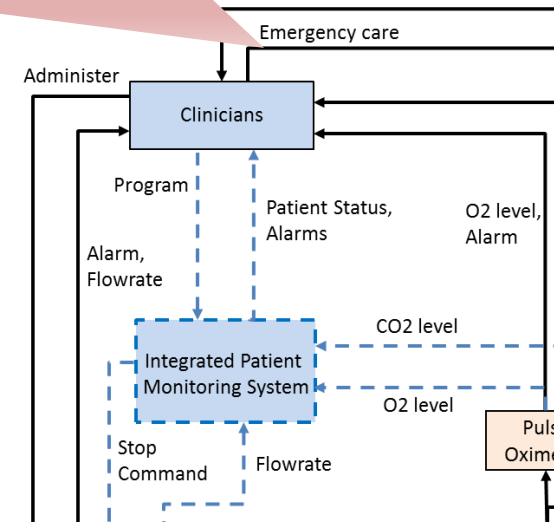 Emergency care
Administer
Clinicians
Program
Patient Status,
Alarms
O2 level,
Alarm
Alarm,
Flowrate
CO2 level
Integrated Patient
Monitoring System
O2 level
Stop
Command
Flowrate